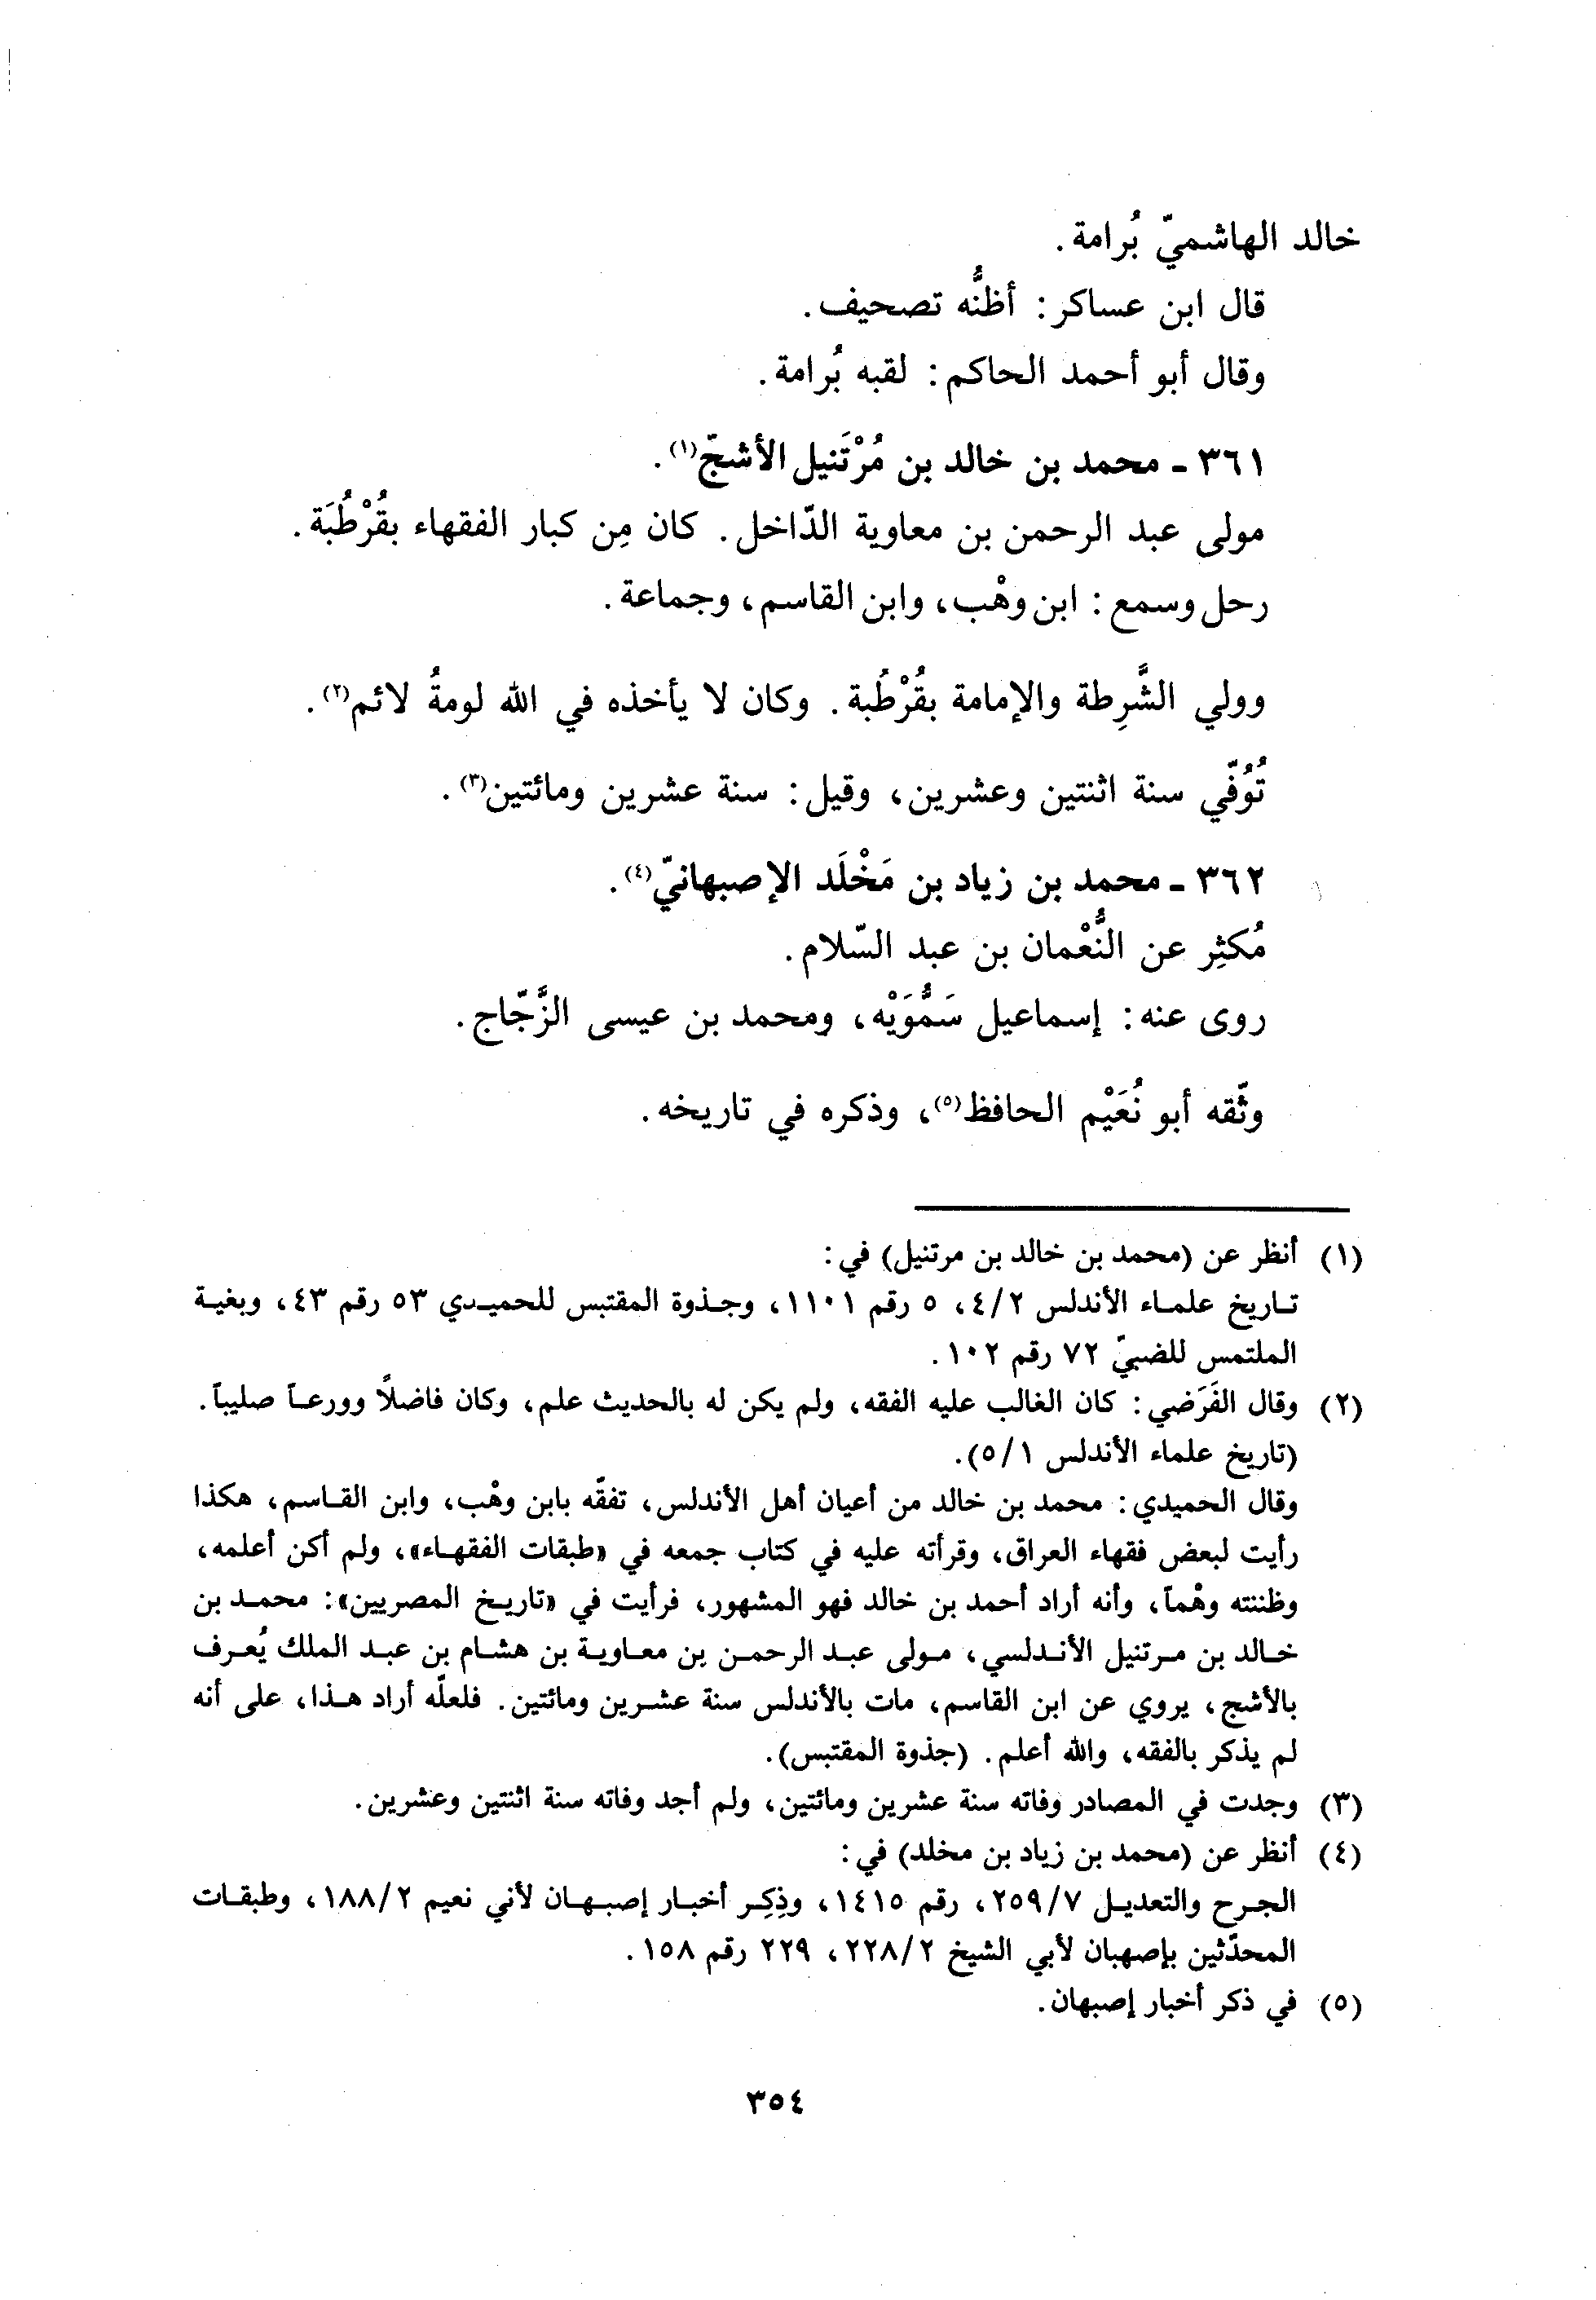 خالد الهاشميّ بُرامة.
قال ابن عساكر: أظنُّه تصحيف.
وقال أبو أحمد الحاكم: لقبه بُرامة.
٣٦١ - محمد بن خالد بن مُرْتَنيل الأشجّ(١).
مولى عبد الرحمن بن معاوية الدّاخل. كان مِن كبار الفقهاء بقُرْطُبَة.
رحل وسمع: ابن وهْب، وابن القاسم، وجماعة.
وولي الشُّرِطة والإمامة بقُرْطُبة. وكان لا يأخذه في الله لومةُ لائم(٢).
تُوُفّي سنة اثنتين وعشرين، وقيل: سنة عشرين ومائتين(٣).
٣٦٢ - محمد بن زياد بن مَخْلَد الإصبهانيّ(٤).
مُكثِر عن النُّعْمان بن عبد السّلام.
روى عنه: إسماعيل سَمُّوَيْه، ومحمد بن عيسى الزَّجّاج.
وثّقه أبو نُعَيْم الحافظ(٥)، وذكره في تاريخه.
(١) أنظر عن (محمد بن خالد بن مرتنيل) في:
تاريخ علماء الأندلس ٤/٢، ٥ رقم ١١٠١، وجذوة المقتبس للحميدي ٥٣ رقم ٤٣، وبغية
الملتمس للضبيّ ٧٢ رقم ١٠٢.
(٢) وقال الفَرَضي: كان الغالب عليه الفقه، ولم يكن له بالحديث علم، وكان فاضلاً وورعاً صليباً.
(تاريخ علماء الأندلس ٥/١).
وقال الحميدي: محمد بن خالد من أعيان أهل الأندلس، تفقّه بابن وهْب، وابن القاسم، هكذا
رأيت لبعض فقهاء العراق، وقرأته عليه في كتاب جمعه في «طبقات الفقهاء»، ولم أكن أعلمه،
وظننته وهْماً، وأنه أراد أحمد بن خالد فهو المشهور، فرأيت في «تاريخ المصريين»: محمد بن
خالد بن مرتنيل الأندلسي، مولى عبد الرحمن بن معاوية بن هشام بن عبد الملك يُعرف
بالأشج، يروي عن ابن القاسم، مات بالأندلس سنة عشرين ومائتين. فلعلّه أراد هذا، على أنه
لم يذكر بالفقه، والله أعلم. (جذوة المقتبس).
(٣) وجدت في المصادر وفاته سنة عشرين ومائتين، ولم أجد وفاته سنة اثنتين وعشرين.
(٤) أنظر عن (محمد بن زياد بن مخلد) في:
الجرح والتعديل ٢٥٩/٧، رقم ١٤١٥، وذِكِر أخبار إصبهان لأني نعيم ١٨٨/٢، وطبقات
المحدّثين بإصهبان لأبي الشيخ ٢٢٨/٢، ٢٢٩ رقم ١٥٨.
(٥) في ذكر أخبار إصبهان.
٣٥٤